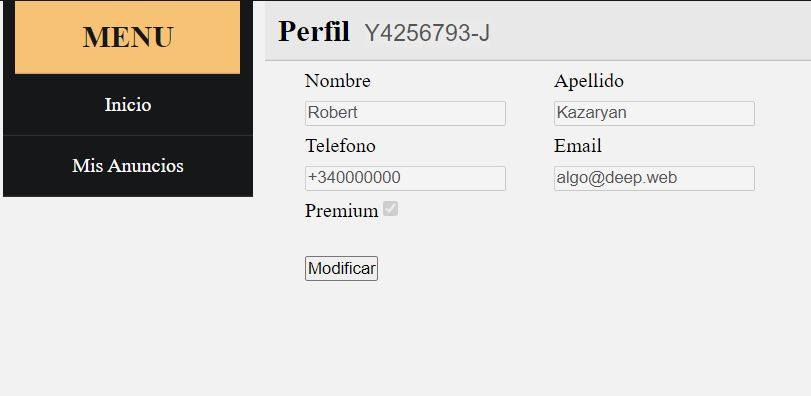 MENU
Inicio
Mis Anuncios
Perfil Y4256793-J
Nombre Apellido
Robert Kazaryan
Telefono Email
+340000000 algo@deep.web
Premium
Modificar